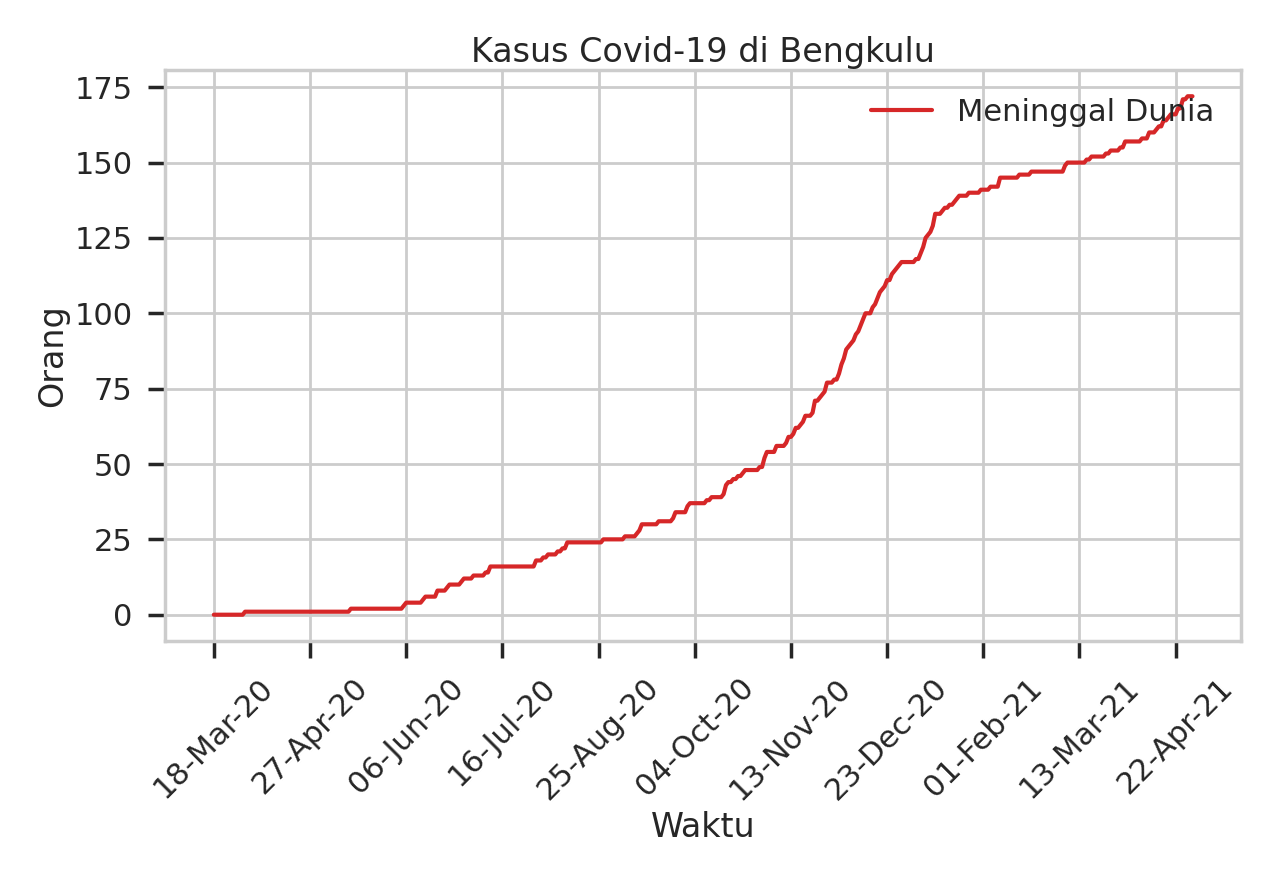 Kasus Covid-19 di Bengkulu
Meninggal Dunia
Orang
175
150
125
100
75
50
25
0
18-Mar-20
27-Apr-20
06-Jun-20
16-Jul-20
25-Aug-20
04-Oct-20
13-Nov-20
23-Dec-20
01-Feb-21
13-Mar-21
22-Apr-21
Waktu